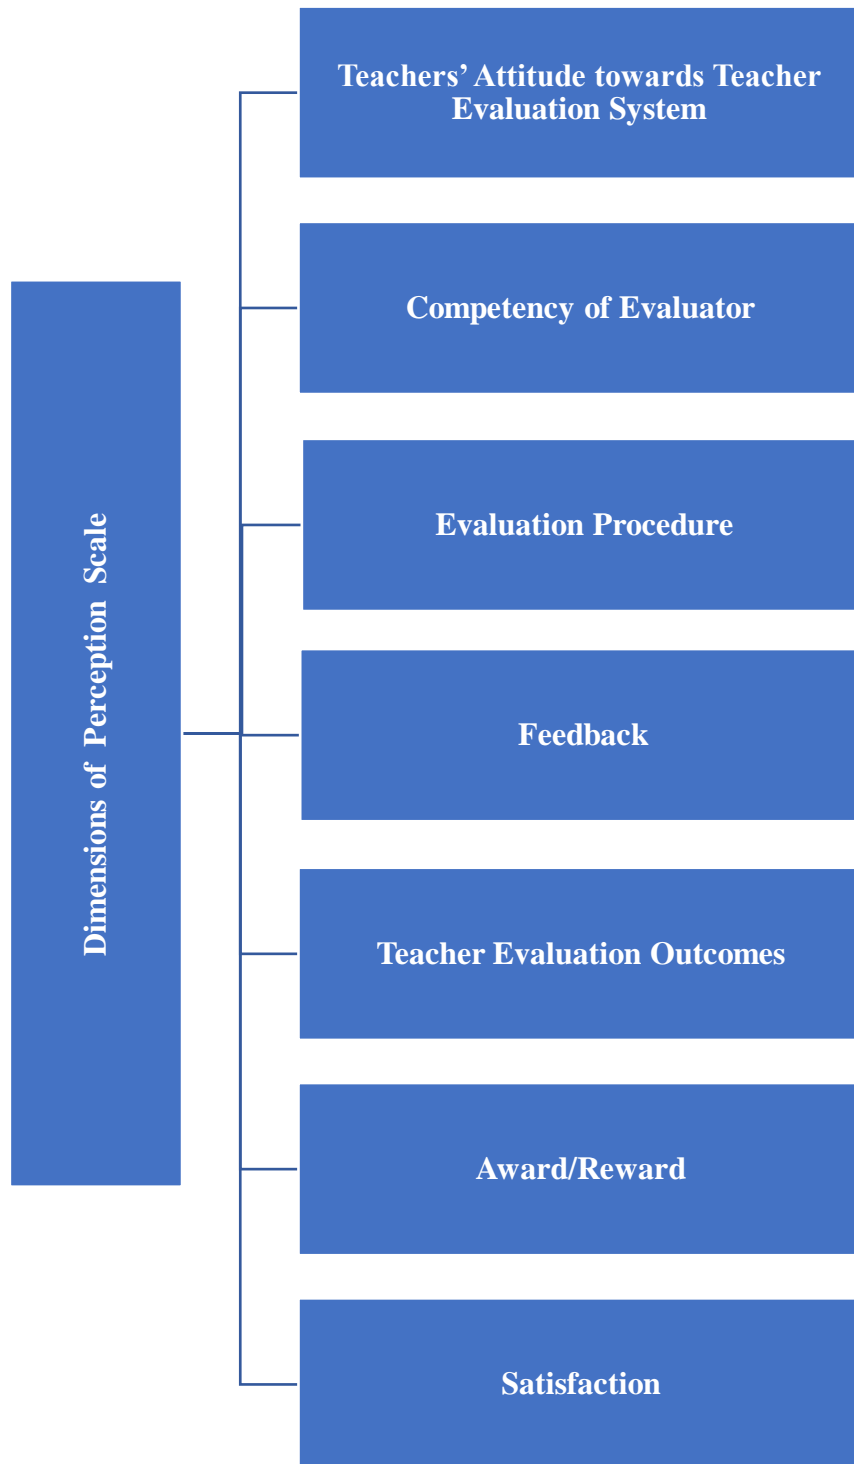 Dimensions of Perception Scale
Teachers’ Attitude towards Teacher
Evaluation System
Competency of Evaluator
Evaluation Procedure
Feedback
Teacher Evaluation Outcomes
Award/Reward
Satisfaction